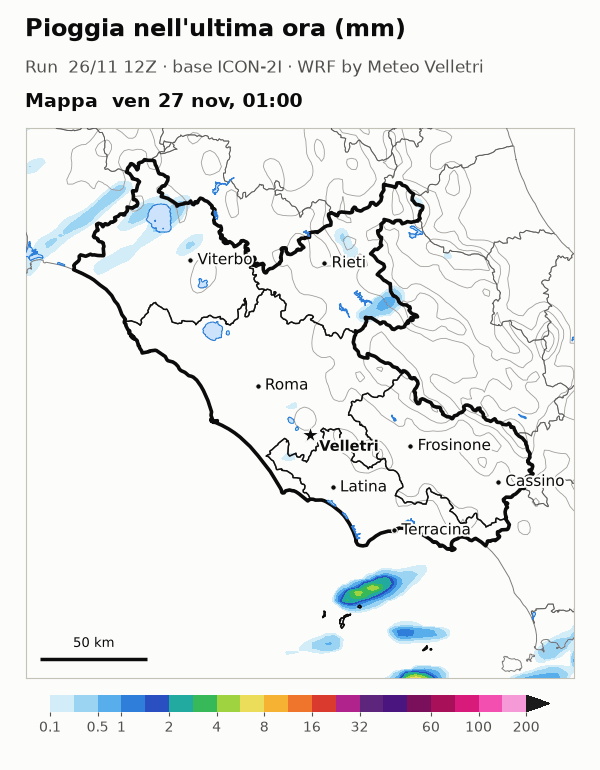 Pioggia nell'ultima ora (mm)
Run  26/11 12Z · base ICON-2I · WRF by Meteo Velletri
Mappa  ven 27 nov, 01:00
Viterbo
Rieti
Roma
Velletri
Frosinone
Latina
Cassino
Terracina
50 km
0.1 0.5 1 2 4 8 16 32 60 100 200